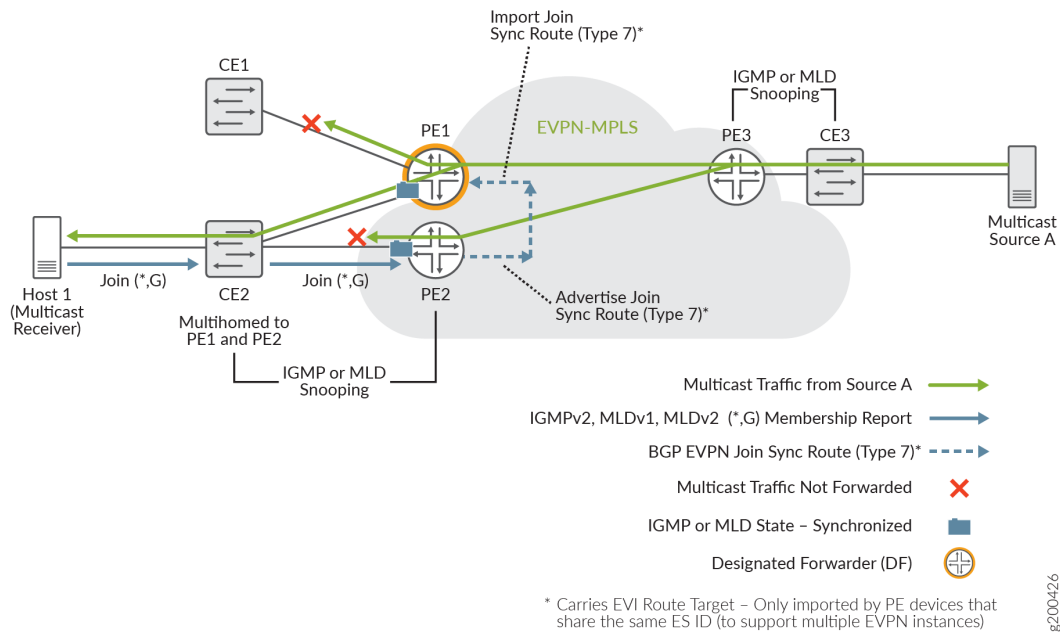 Import Join
Sync Route (Type 7)*
CE1
IGMP or MLD
Snooping
EVPN-MPLS
PE1
PE3
CE3
Multicast
Source A
Join (*,G)
Join (*,G)
Host 1
(Multicast
Receiver)
CE2
PE2
Advertise Join
Sync Route (Type 7)*
Multihomed to
PE1 and PE2
IGMP or MLD
Snooping
Multicast Traffic from Source A
IGMPv2, MLDv1, MLDv2 (*,G) Membership Report
BGP EVPN Join Sync Route (Type 7)*
Multicast Traffic Not Forwarded
IGMP or MLD State – Synchronized
Designated Forwarder (DF)
* Carries EVI Route Target – Only imported by PE devices that
share the same ES ID (to support multiple EVPN instances)
g200426